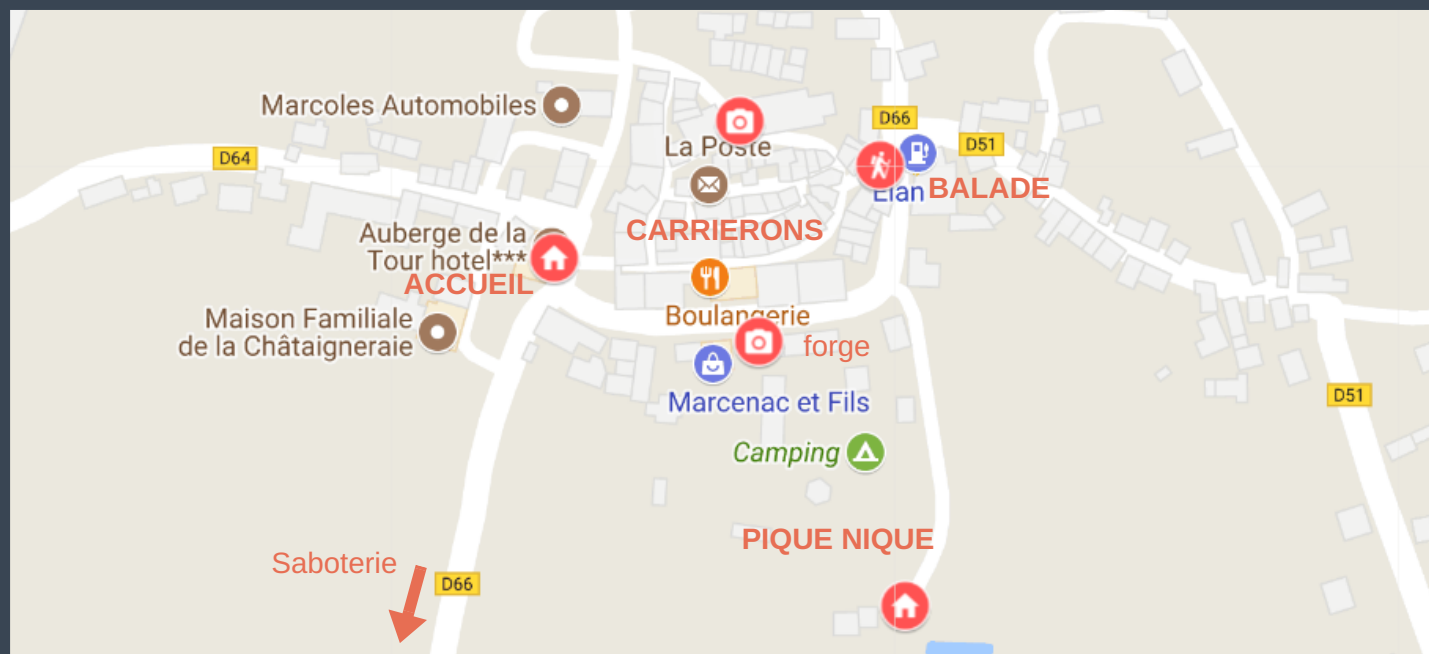 Marcoles Automobiles
D66
D51
La Poste
D64
Elan
BALADE
CARRIERONS
Auberge de la
Tour hotel***
ACCUEIL
Boulangerie
Maison Familiale
de la Châtaigneraie
forge
Marcenac et Fils
D51
Camping
PIQUE NIQUE
Saboterie
D66